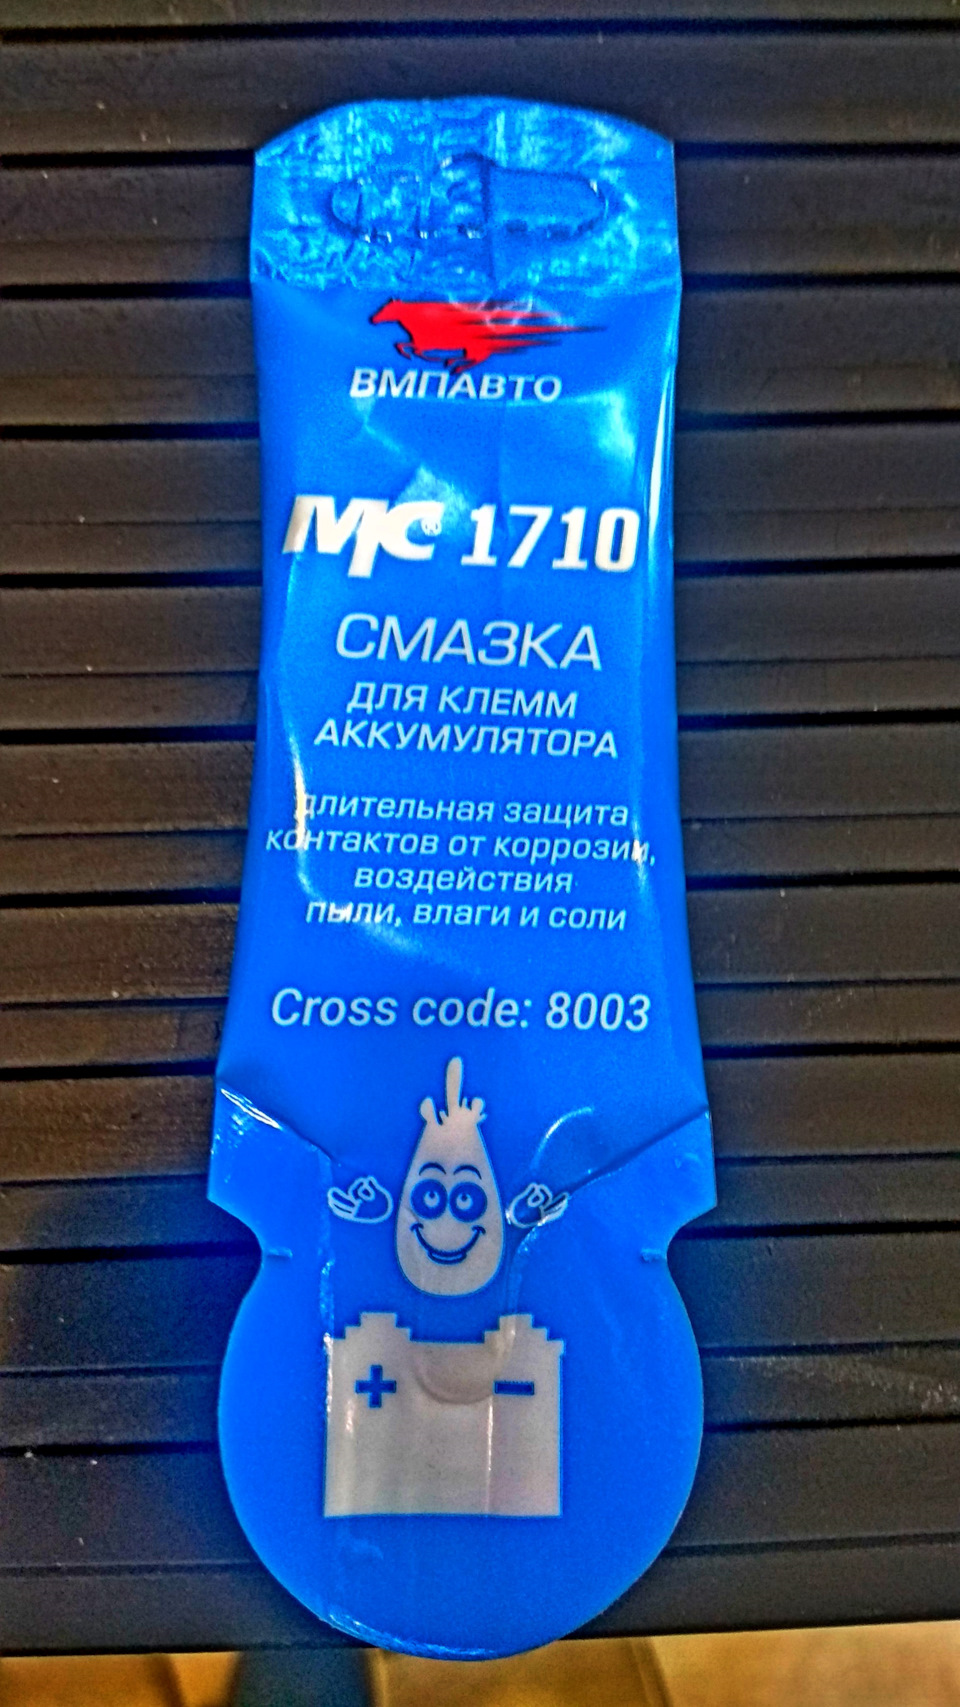 ВМПАВТО
МС® 1710
СМАЗКА
ДЛЯ КЛЕММ
АККУМУЛЯТОРА
длительная защита
контактов от коррозии,
воздействия
пыли, влаги и соли
Cross code: 8003
+ −